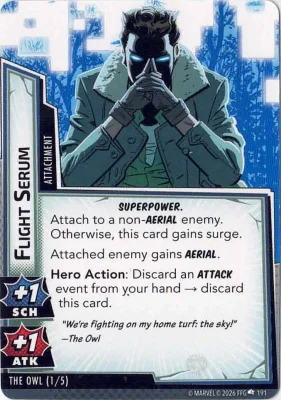 FLIGHT SERUM
ATTACHMENT
SUPERPOWER.
Attach to a non-AERIAL enemy.
Otherwise, this card gains surge.
Attached enemy gains AERIAL.
Hero Action: Discard an ATTACK
event from your hand → discard
this card.
"We're fighting on my home turf: the sky!"
—The Owl
+1
SCH
+1
ATK
THE OWL (1/5)
© MARVEL © 2026 FFG 191